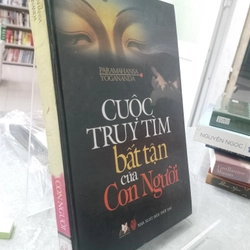 PARAMAHANSA
YOGANANDA
CUỘC
TRUY TÌM
bất tận
của
Con Người
NGUYỄN NGỌC